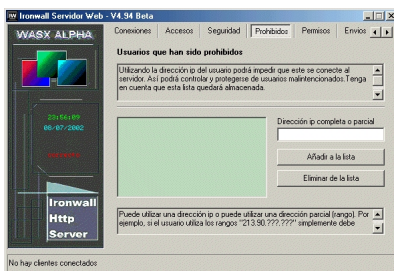 Ironwall Servidor Web - V4.94 Beta
WASX ALPHA
Conexiones Accesos Seguridad Prohibidos Permisos Envios
Usuarios que han sido prohibidos
Utilizando la dirección ip del usuario podrá impedir que este se conecte al
servidor. Así podrá controlar y protegerse de usuarios malintencionados.Tenga
en cuenta que esta lista quedará almacenada.
23:56:09
08/07/2002
Dirección ip completa o parcial
Añadir a la lista
Eliminar de la lista
Ironwall
Http
Server
Puede utilizar una dirección ip o puede utilizar una dirección parcial (rango). Por
ejemplo, si el usuario utiliza los rangos "213.90.???.???" simplemente debe
No hay clientes conectados